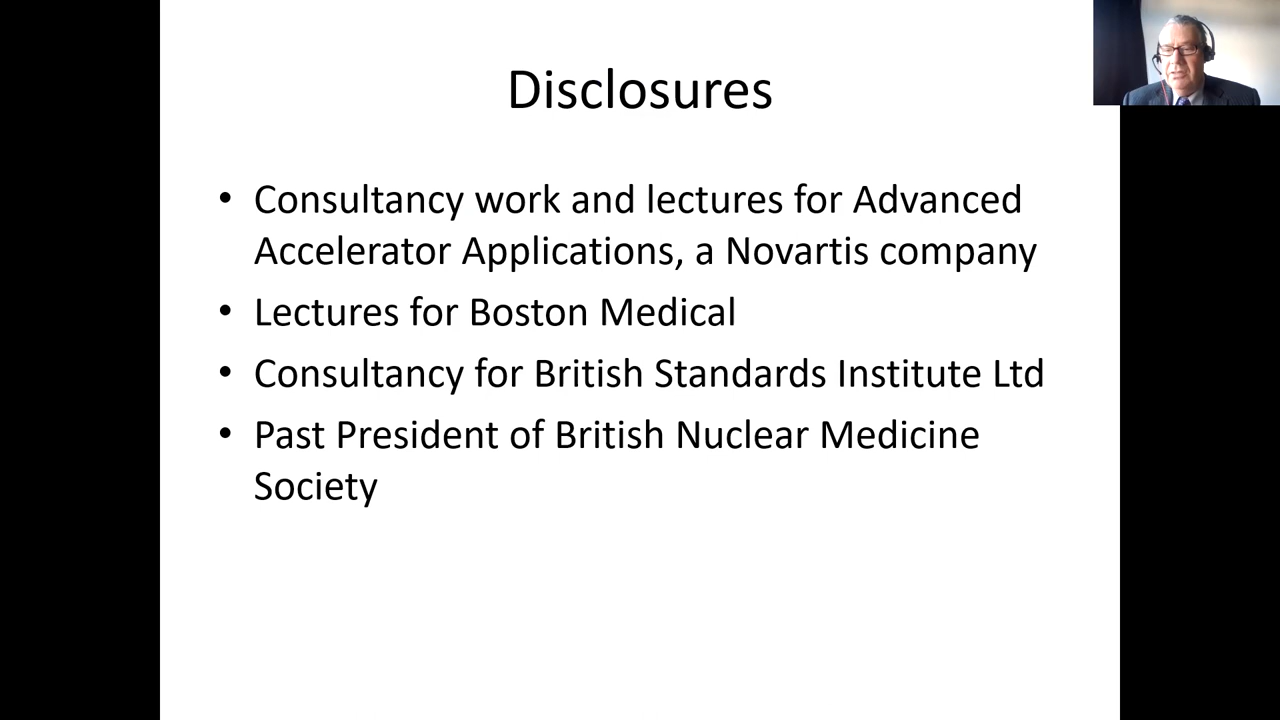 Disclosures
• Consultancy work and lectures for Advanced
Accelerator Applications, a Novartis company
• Lectures for Boston Medical
• Consultancy for British Standards Institute Ltd
• Past President of British Nuclear Medicine
Society